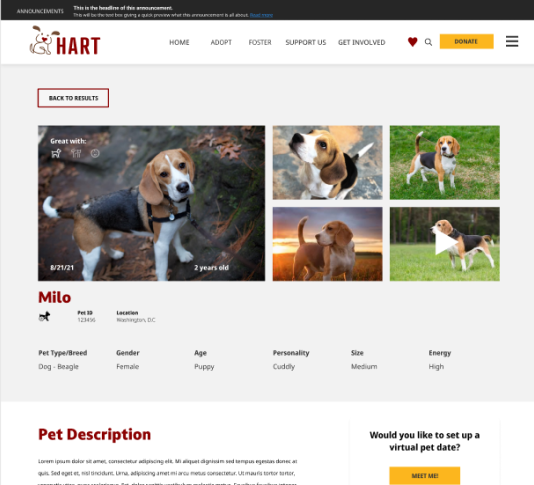 ANNOUNCEMENTS
This is the headline of this announcement.
This will be the text box giving a quick preview what this announcement is all about. Read more
HART
HOME ADOPT FOSTER SUPPORT US GET INVOLVED DONATE
BACK TO RESULTS
Great with:
8/21/21 2 years old
Milo
Pet ID Location
123456 Washington, D.C
Pet Type/Breed Gender Age Personality Size Energy
Dog - Beagle Female Puppy Cuddly Medium High
Pet Description
Lorem ipsum dolor sit amet, consectetur adipiscing elit. Mi aliquet dignissim sed tempus egestas donec at
quis. Sed eget et, nisl tincidunt. Urna, adipiscing amet mi arcu metus consectetur. Ut mauris tortor tortor,
Would you like to set up a
virtual pet date?
MEET ME!